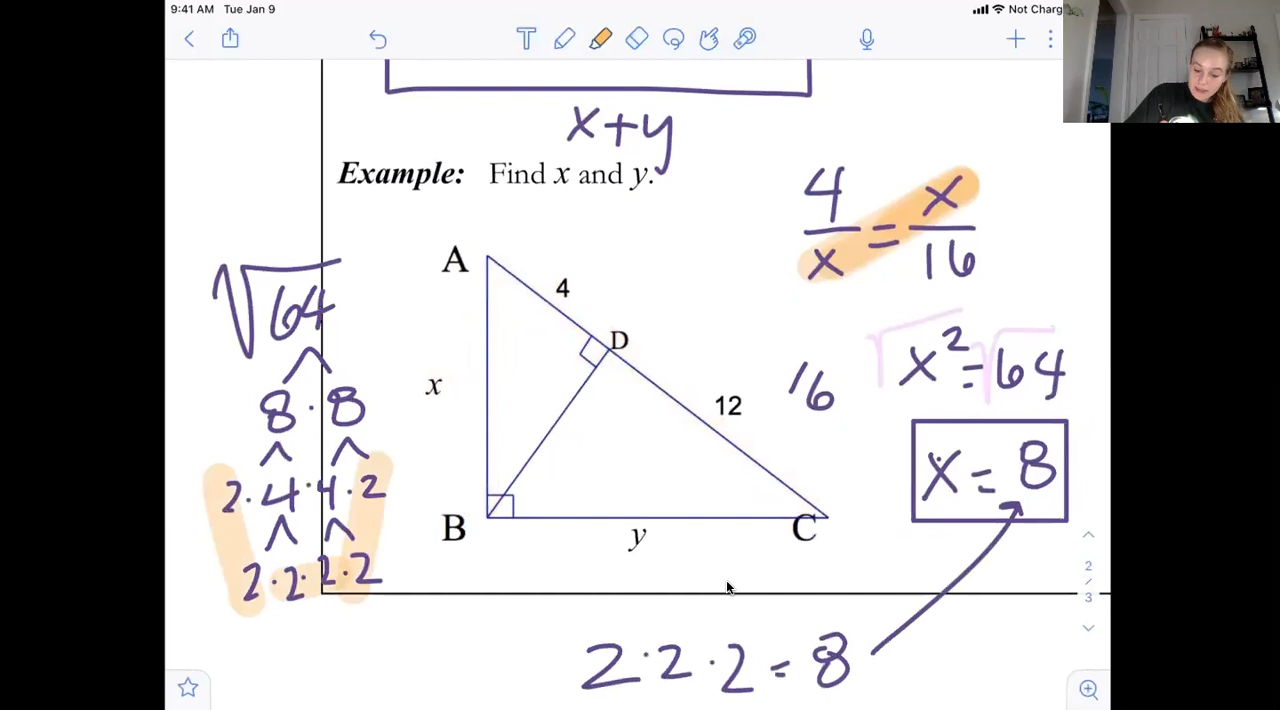 9:41 AM Tue Jan 9
Not Charg
T
x+y
Example: Find x and y.
4/x = x/16
A
4
D
√64
x
12
16
√x² = √64
8·8
x = 8
2·4·4·2
B
y
C
2·2·2·2
2
/
3
2·2·2 = 8